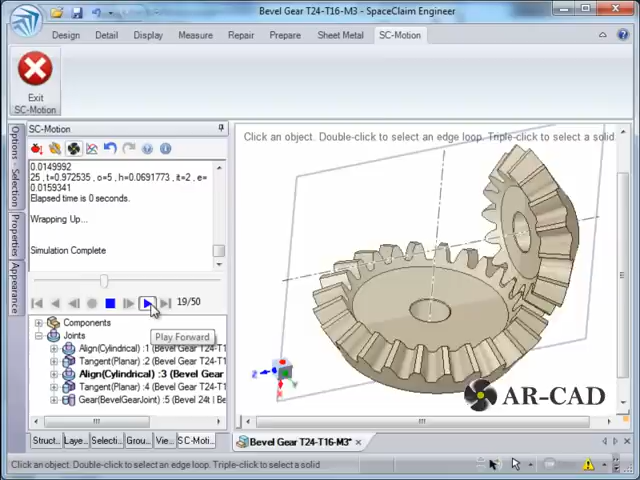 Bevel Gear T24-T16-M3 - SpaceClaim Engineer
Design
Detail
Display
Measure
Repair
Prepare
Sheet Metal
SC-Motion
Exit
SC-Motion
SC-Motion
Click an object. Double-click to select an edge loop. Triple-click to select a solid.
Options - Selection
Properties
Appearance
0.0149992
25 , t=0.972535, o=5 , h=0.0691773, it=2 , e=
0.0159341
Elapsed time is 0 seconds.
Wrapping Up...
Simulation Complete
19/50
Play Forward
Components
Joints
Align(Cylindrical) :1 (Bevel Gear T24-T1
Tangent(Planar) :2 (Bevel Gear T24-T1
Align(Cylindrical) :3 (Bevel Gear
Tangent(Planar) :4 (Bevel Gear T24-T1
Gear(BevelGearJoint) :5 (Bevel 24t | Be
Z
X
Y
AR-CAD
Struct...
Laye...
Selecti...
Grou...
Vie...
SC-Moti...
Bevel Gear T24-T16-M3*
Click an object. Double-click to select an edge loop. Triple-click to select a solid